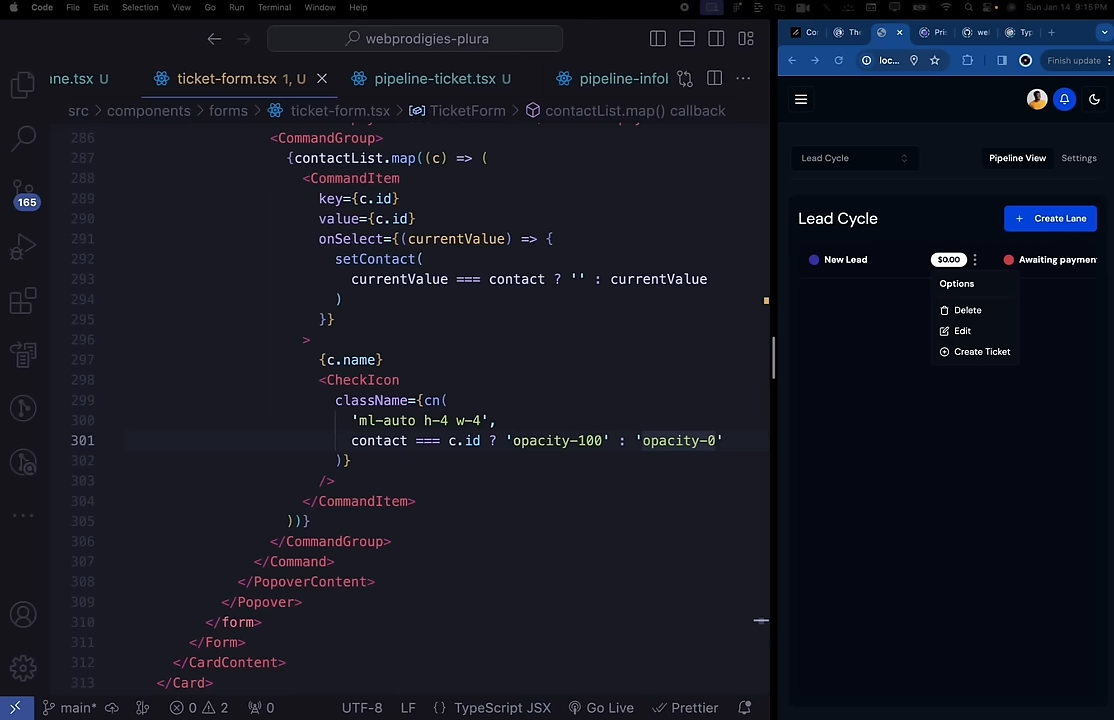 Code File Edit Selection View Go Run Terminal Window Help Sun Jan 14 9:15 PM
webprodigies-plura
ane.tsx U ticket-form.tsx 1, U pipeline-ticket.tsx U pipeline-infol
src > components > forms > ticket-form.tsx > TicketForm > contactList.map() callback
286 <CommandGroup>
287 {contactList.map((c) => (
288 <CommandItem
289 key={c.id}
290 value={c.id}
291 onSelect={(currentValue) => {
292 setContact(
293 currentValue === contact ? '' : currentValue
294 )
295 }}
296 >
297 {c.name}
298 <CheckIcon
299 className={cn(
300 'ml-auto h-4 w-4',
301 contact === c.id ? 'opacity-100' : 'opacity-0'
302 )}
303 />
304 </CommandItem>
305 ))}
306 </CommandGroup>
307 </Command>
308 </PopoverContent>
309 </Popover>
310 </form>
311 </Form>
312 </CardContent>
313 </Card>
165
main* 0 2 0 UTF-8 LF {} TypeScript JSX Go Live Prettier
Cor The Pri wel Typ
loc... Finish update
Lead Cycle Pipeline View Settings
Lead Cycle + Create Lane
New Lead $0.00 Awaiting paymen
Options
Delete
Edit
Create Ticket